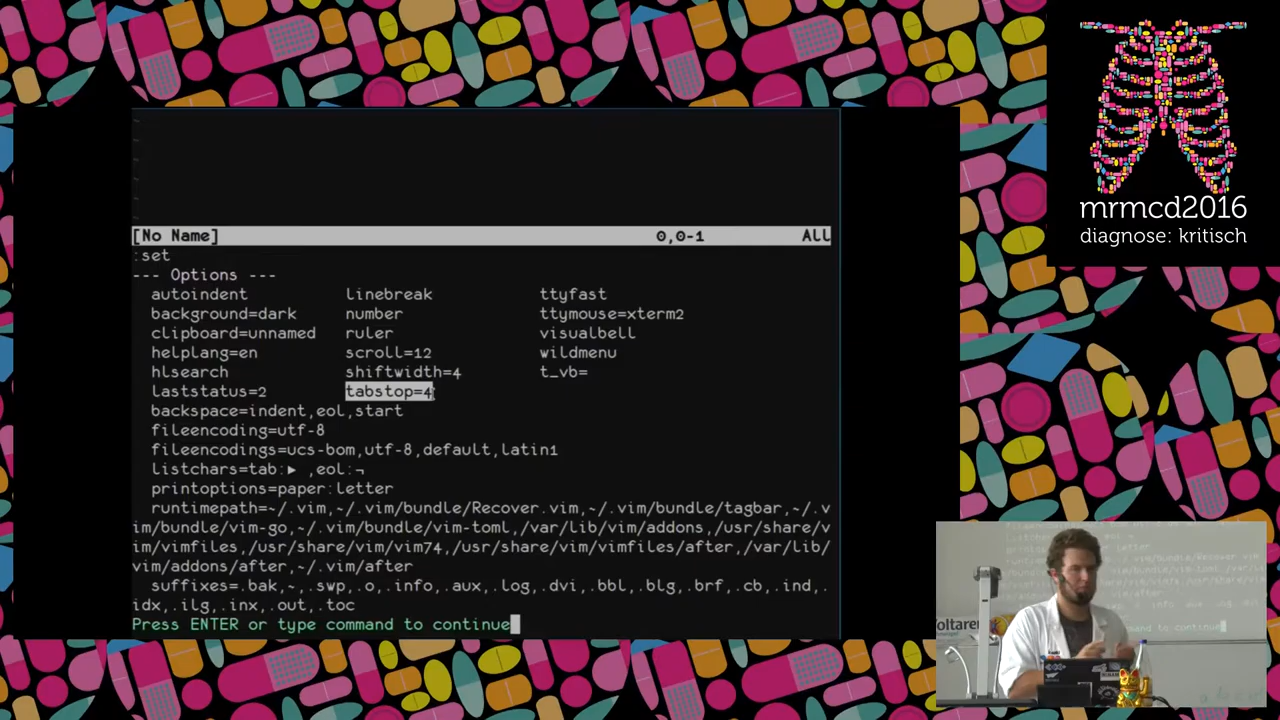 [No Name] 0,0-1 All
:set
--- Options ---
autoindent linebreak ttyfast
background=dark number ttymouse=xterm2
clipboard=unnamed ruler visualbell
helplang=en scroll=12 wildmenu
hlsearch shiftwidth=4 t_vb=
laststatus=2 tabstop=4
backspace=indent,eol,start
fileencoding=utf-8
fileencodings=ucs-bom,utf-8,default,latin1
listchars=tab:▶ ,eol:¬
printoptions=paper:letter
runtimepath=~/.vim,~/.vim/bundle/Recover.vim,~/.vim/bundle/tagbar,~/.v
im/bundle/vim-go,~/.vim/bundle/vim-toml,/var/lib/vim/addons,/usr/share/v
im/vimfiles,/usr/share/vim/vim74,/usr/share/vim/vimfiles/after,/var/lib/
vim/addons/after,~/.vim/after
suffixes=.bak,~,.swp,.o,.info,.aux,.log,.dvi,.bbl,.blg,.brf,.cb,.ind,.
idx,.ilg,.inx,.out,.toc
Press ENTER or type command to continue
mrmcd2016
diagnose: kritisch